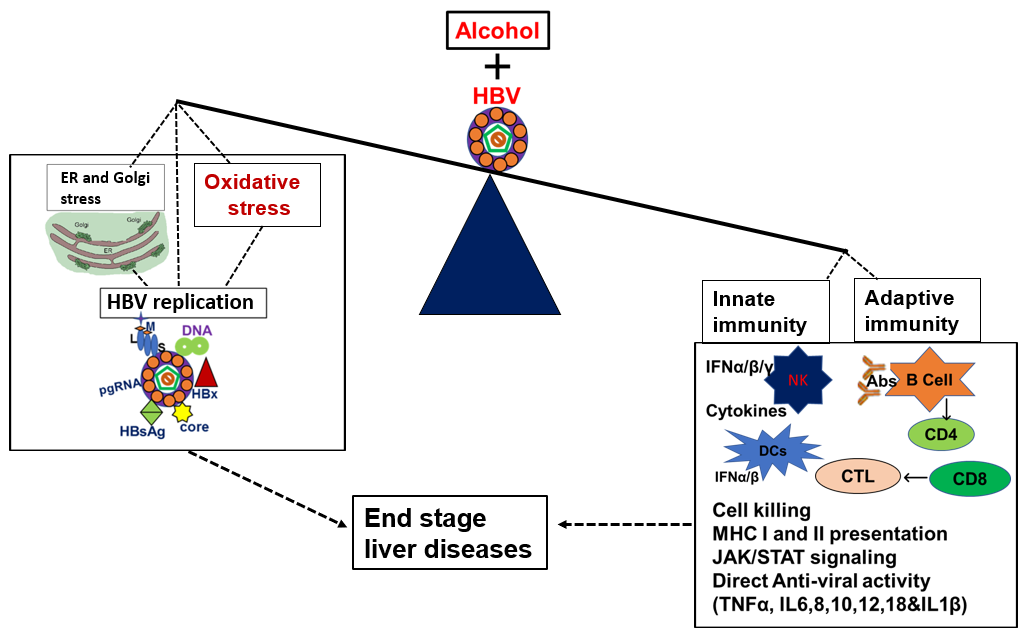 Alcohol
+
HBV
ER and Golgi
stress
Oxidative
stress
Golgi
Golgi
ER
HBV replication
L
M
S
DNA
pgRNA
HBx
HBsAg
core
End stage
liver diseases
Innate
immunity
Adaptive
immunity
IFNα/β/γ
NK
Abs
B Cell
Cytokines
CD4
DCs
IFNα/β
CTL
CD8
Cell killing
MHC I and II presentation
JAK/STAT signaling
Direct Anti-viral activity
(TNFα, IL6,8,10,12,18&IL1β)